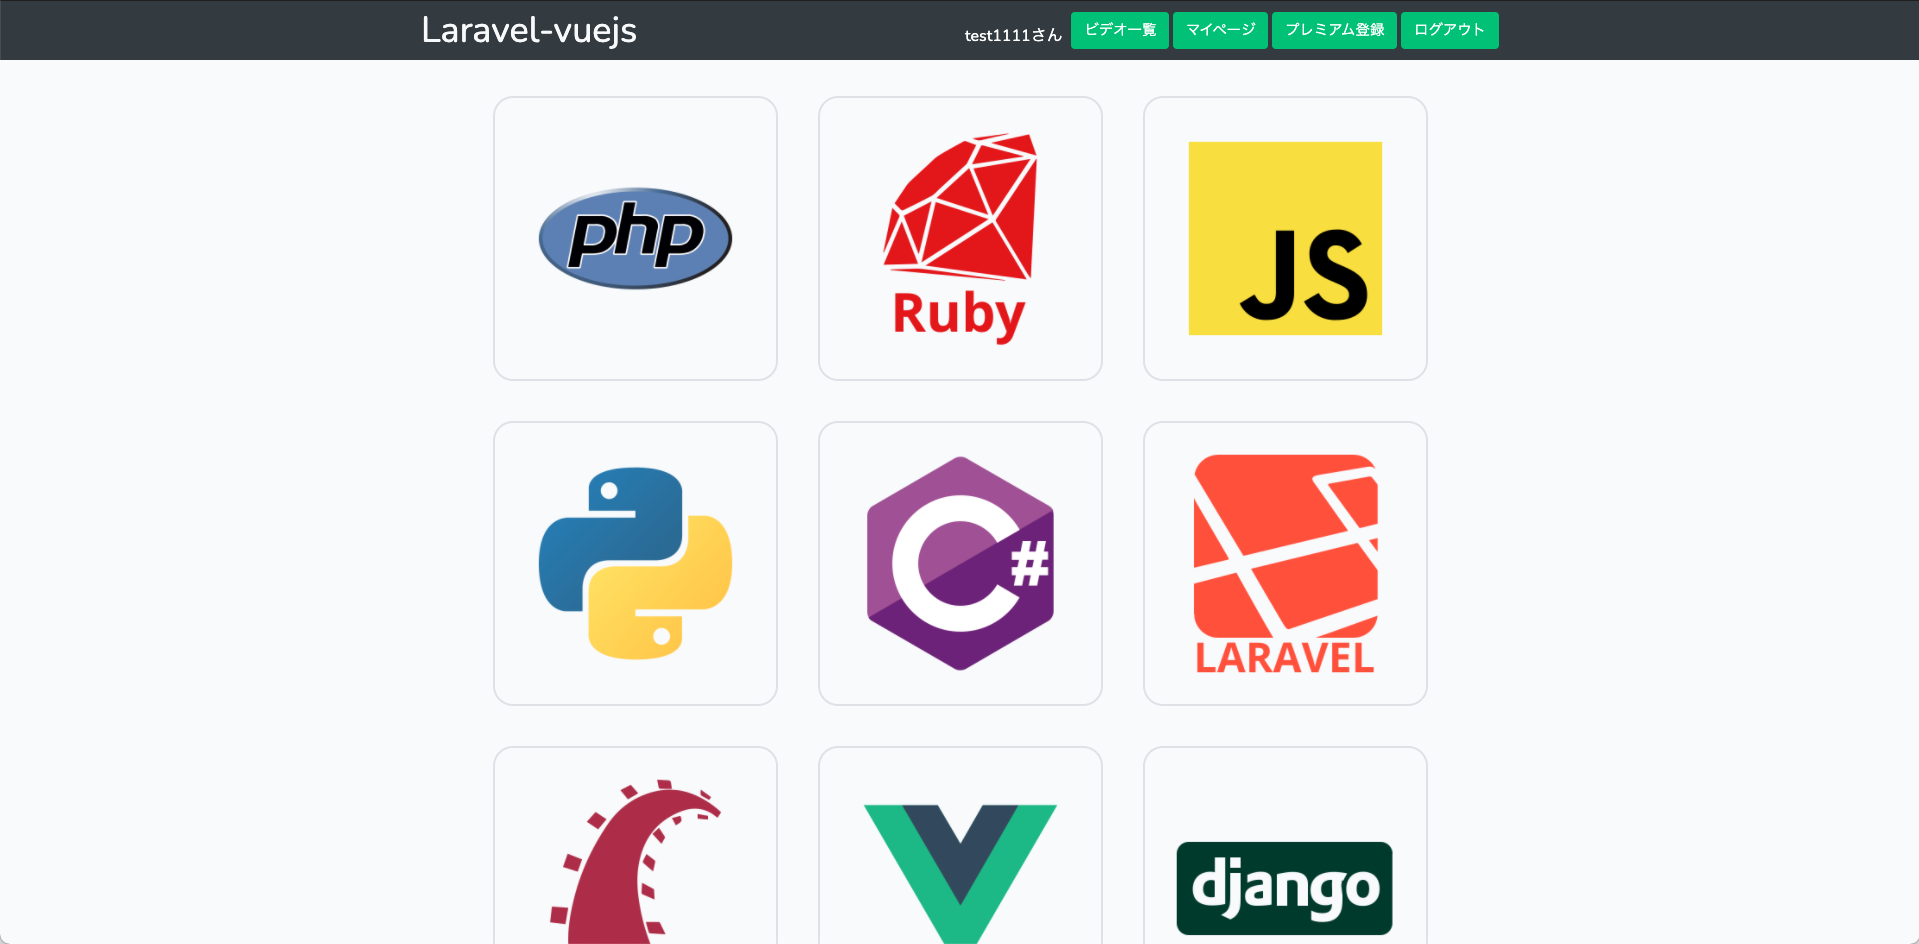 Laravel-vuejs
test1111さん
ビデオ一覧
マイページ
プレミアム登録
ログアウト
php
Ruby
JS
C#
LARAVEL
django